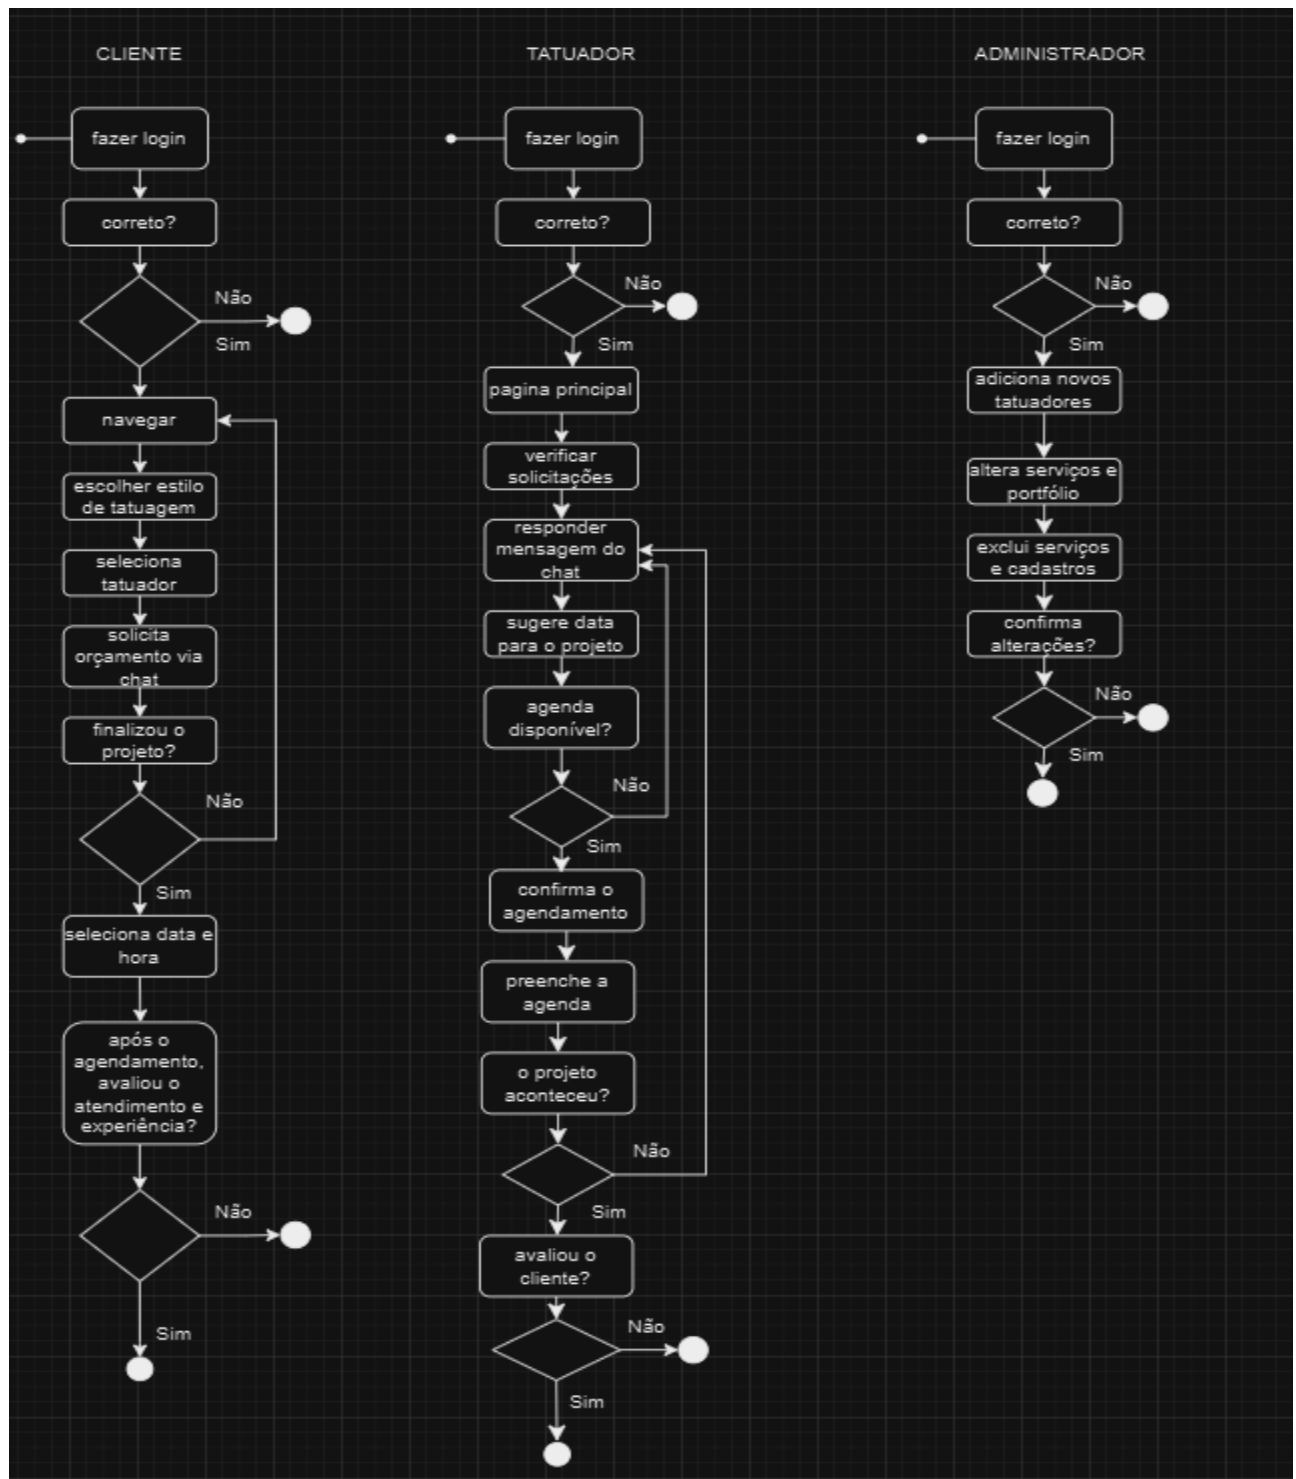 CLIENTE
fazer login
correto?
Não
Sim
navegar
escolher estilo
de tatuagem
seleciona
tatuador
solicita
orçamento via
chat
finalizou o
projeto?
Não
Sim
seleciona data e
hora
após o
agendamento,
avaliou o
atendimento e
experiência?
Não
Sim
TATUADOR
fazer login
correto?
Não
Sim
pagina principal
verificar
solicitações
responder
mensagem do
chat
sugere data
para o projeto
agenda
disponível?
Não
Sim
confirma o
agendamento
preenche a
agenda
o projeto
aconteceu?
Não
Sim
avaliou o
cliente?
Não
Sim
ADMINISTRADOR
fazer login
correto?
Não
Sim
adiciona novos
tatuadores
altera serviços e
portfólio
exclui serviços
e cadastros
confirma
alterações?
Não
Sim